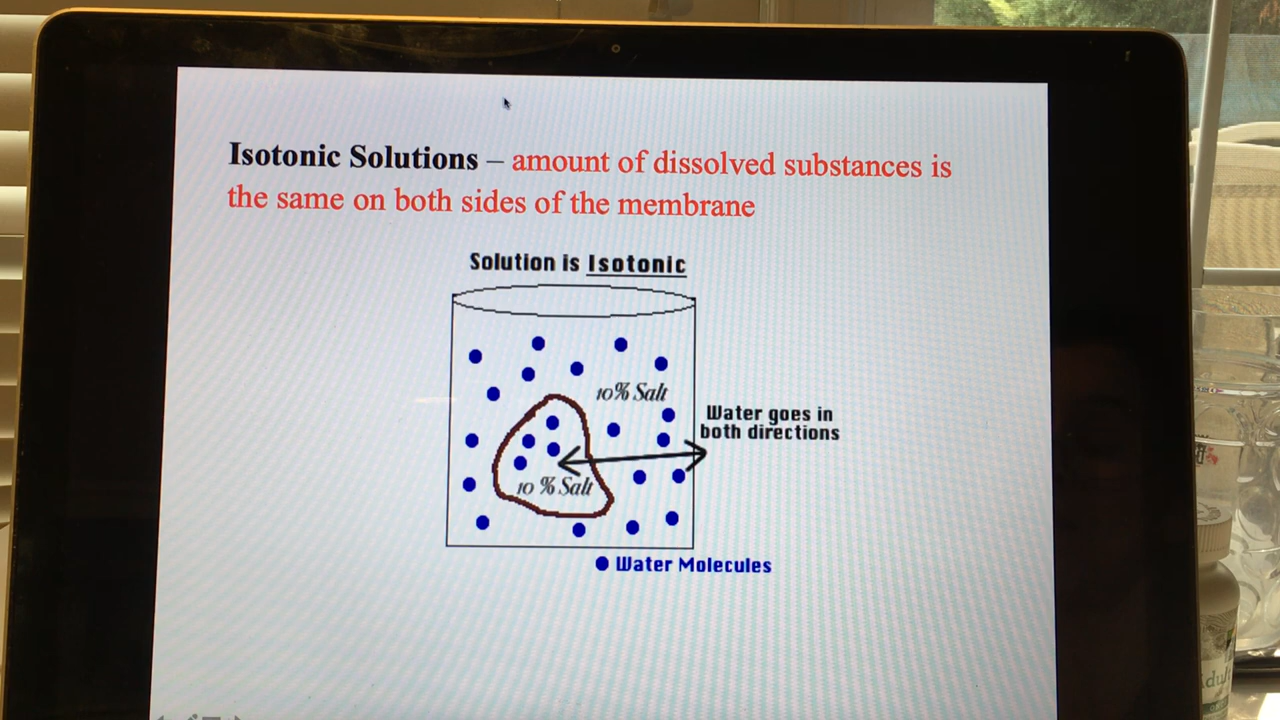 Isotonic Solutions – amount of dissolved substances is
the same on both sides of the membrane
Solution is Isotonic
10% Salt
Water goes in
both directions
10 % Salt
Water Molecules